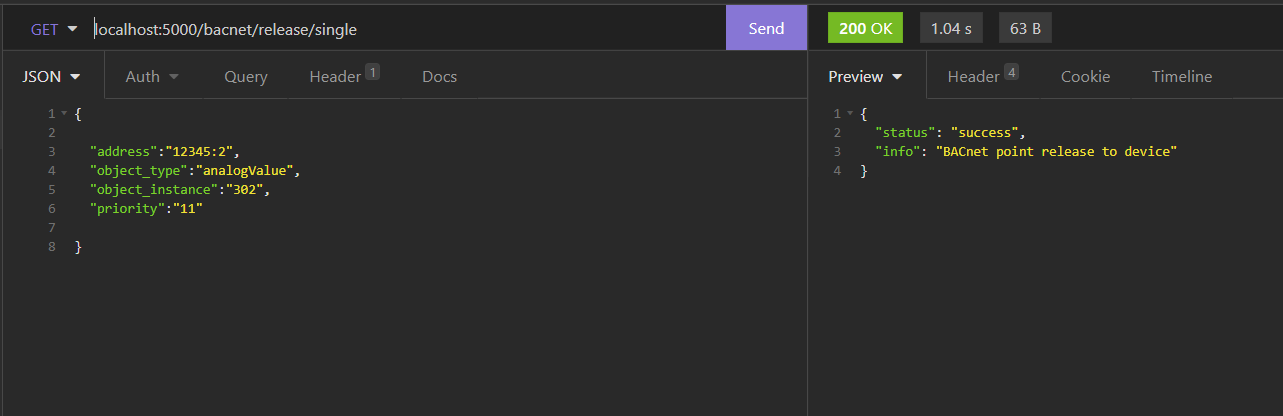 GET localhost:5000/bacnet/release/single Send 200 OK 1.04 s 63 B
JSON Auth Query Header 1 Docs Preview Header 4 Cookie Timeline
1 {
2
3 "address":"12345:2",
4 "object_type":"analogValue",
5 "object_instance":"302",
6 "priority":"11"
7
8 }
1 {
2 "status": "success",
3 "info": "BACnet point release to device"
4 }